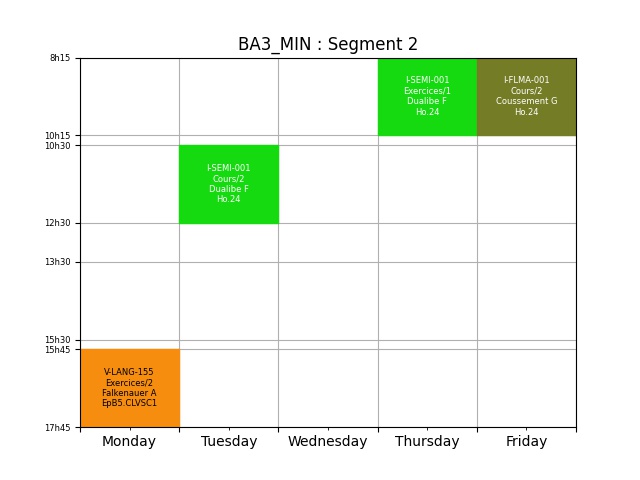 BA3_MIN : Segment 2
8h15
10h15
10h30
12h30
13h30
15h30
15h45
17h45
I-SEMI-001
Exercices/1
Dualibe F
Ho.24
I-FLMA-001
Cours/2
Coussement G
Ho.24
I-SEMI-001
Cours/2
Dualibe F
Ho.24
V-LANG-155
Exercices/2
Falkenauer A
EpB5.CLVSC1
Monday
Tuesday
Wednesday
Thursday
Friday